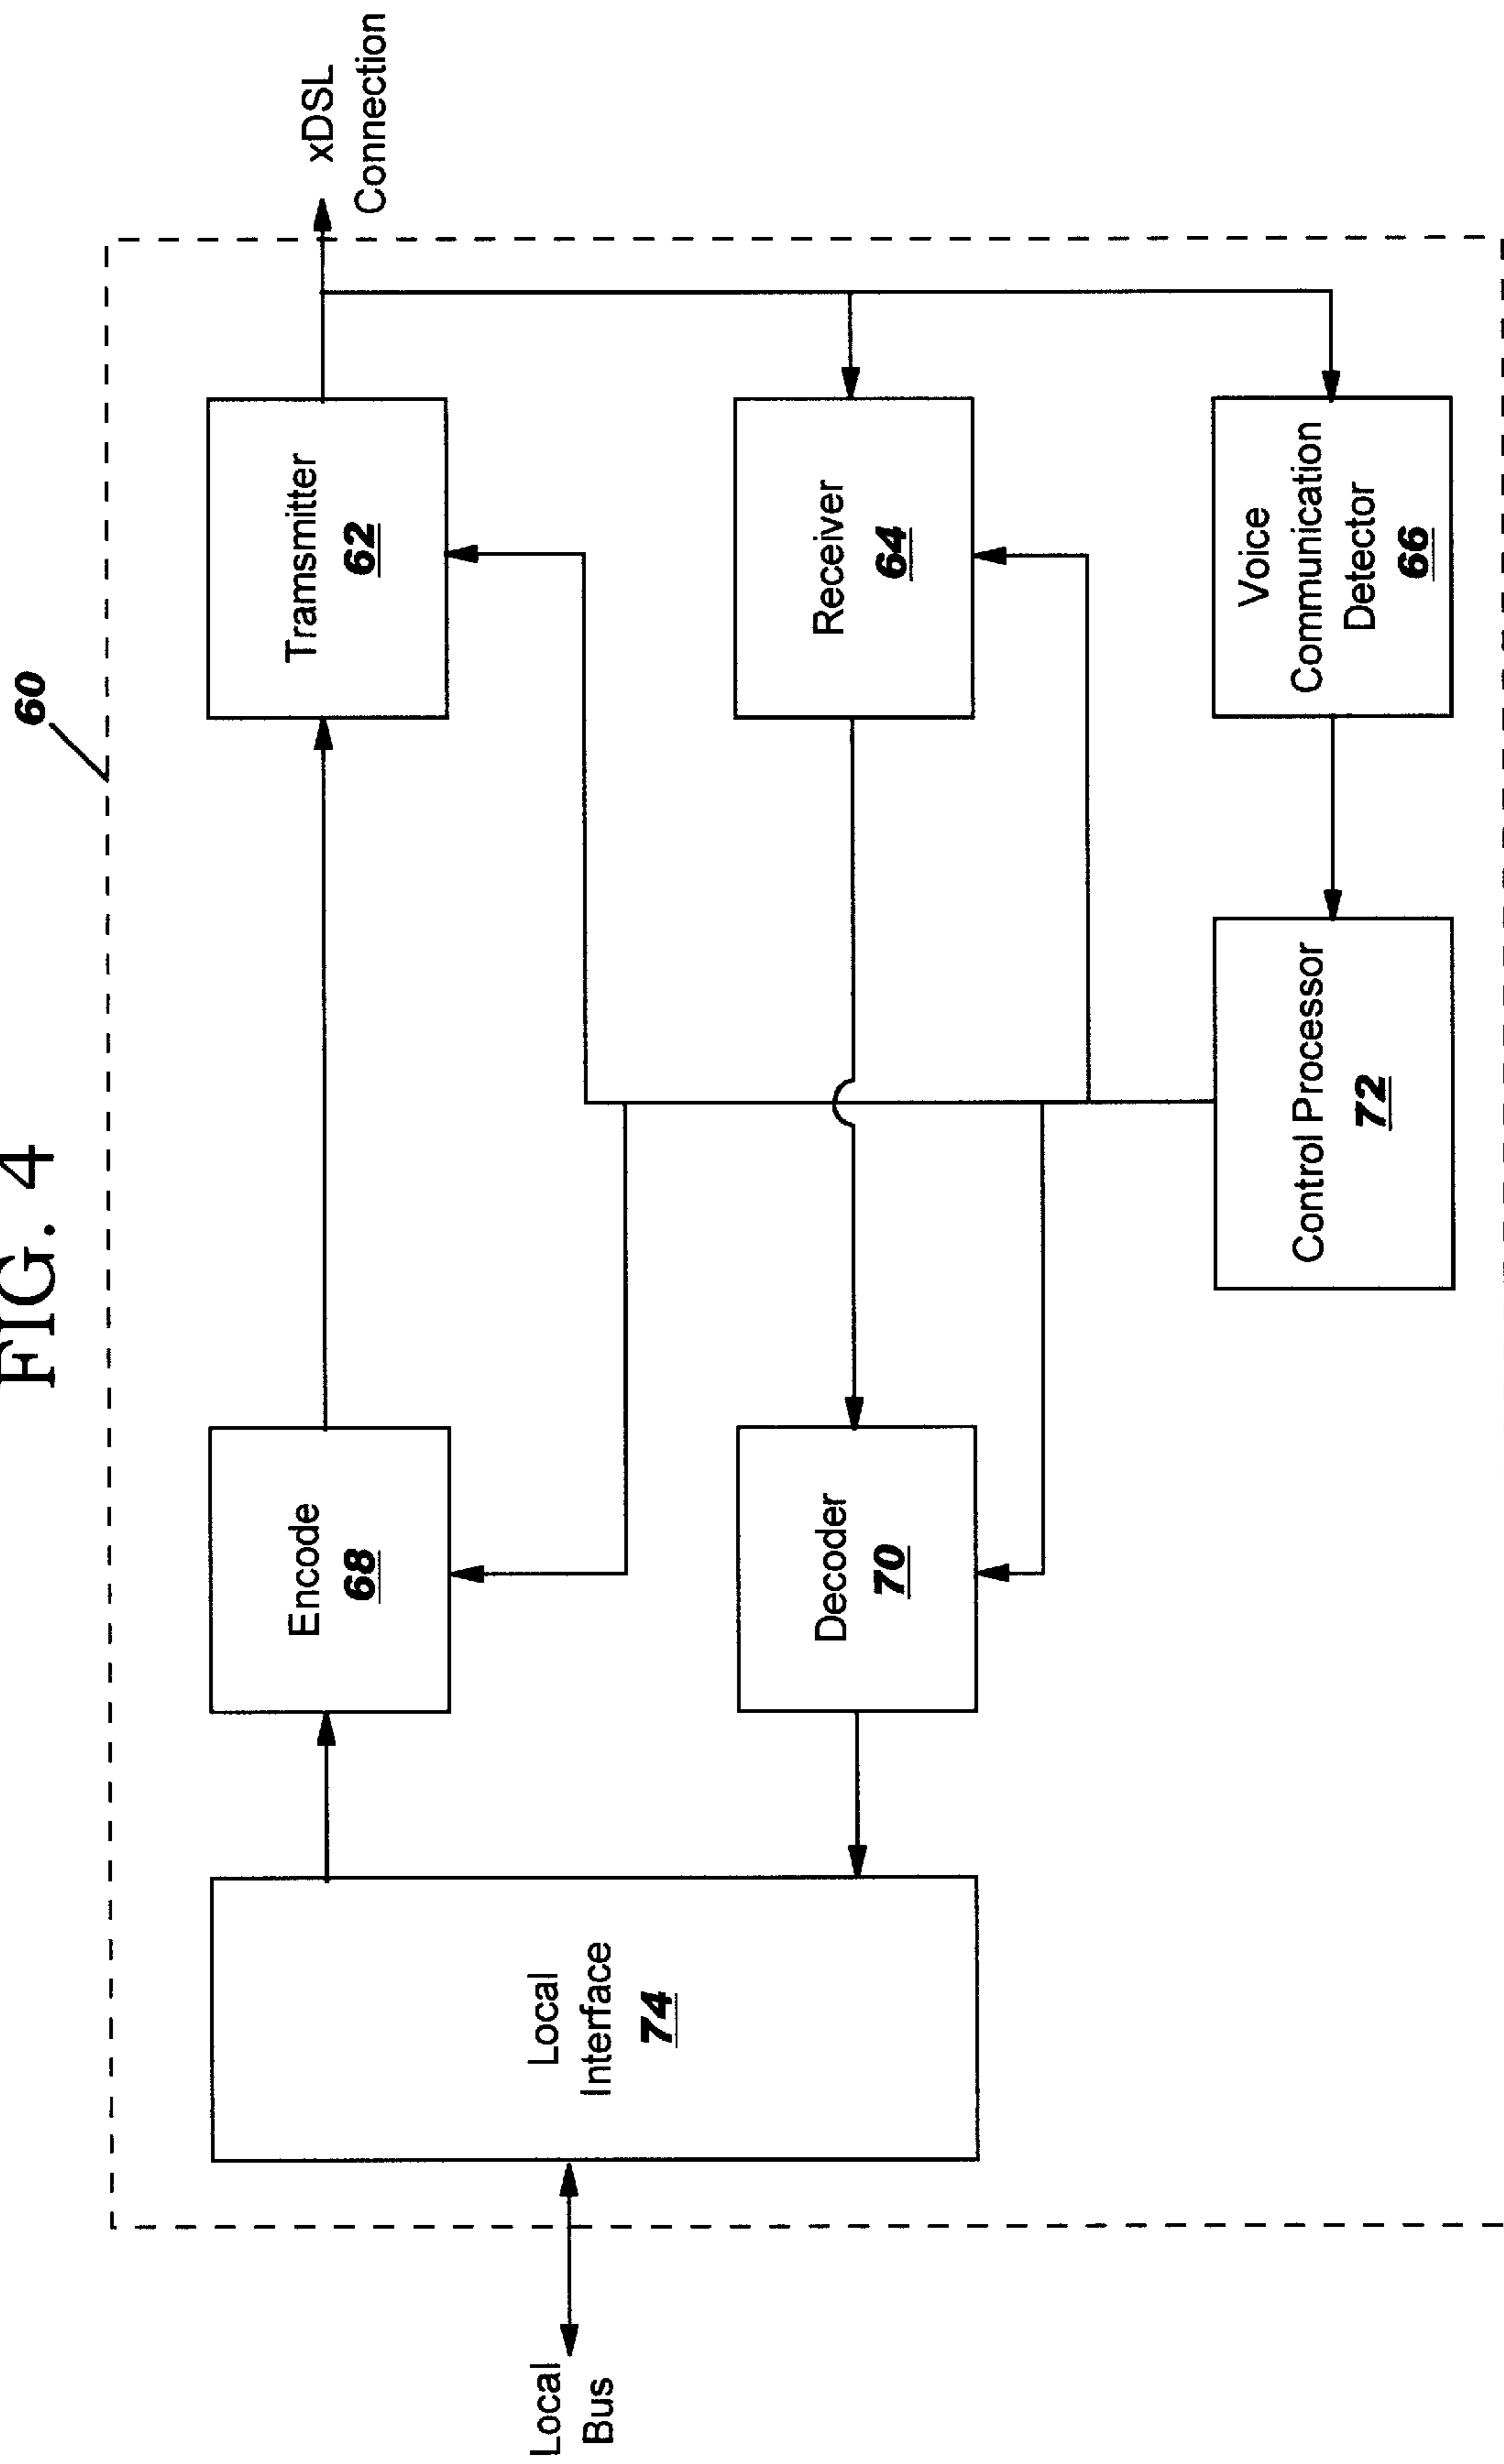 FIG. 4
60
Local
Bus
Local
Interface
74
Encode
68
Tramsmitter
62
xDSL
Connection
Decoder
70
Receiver
64
Control Processor
72
Voice
Communication
Detector
66